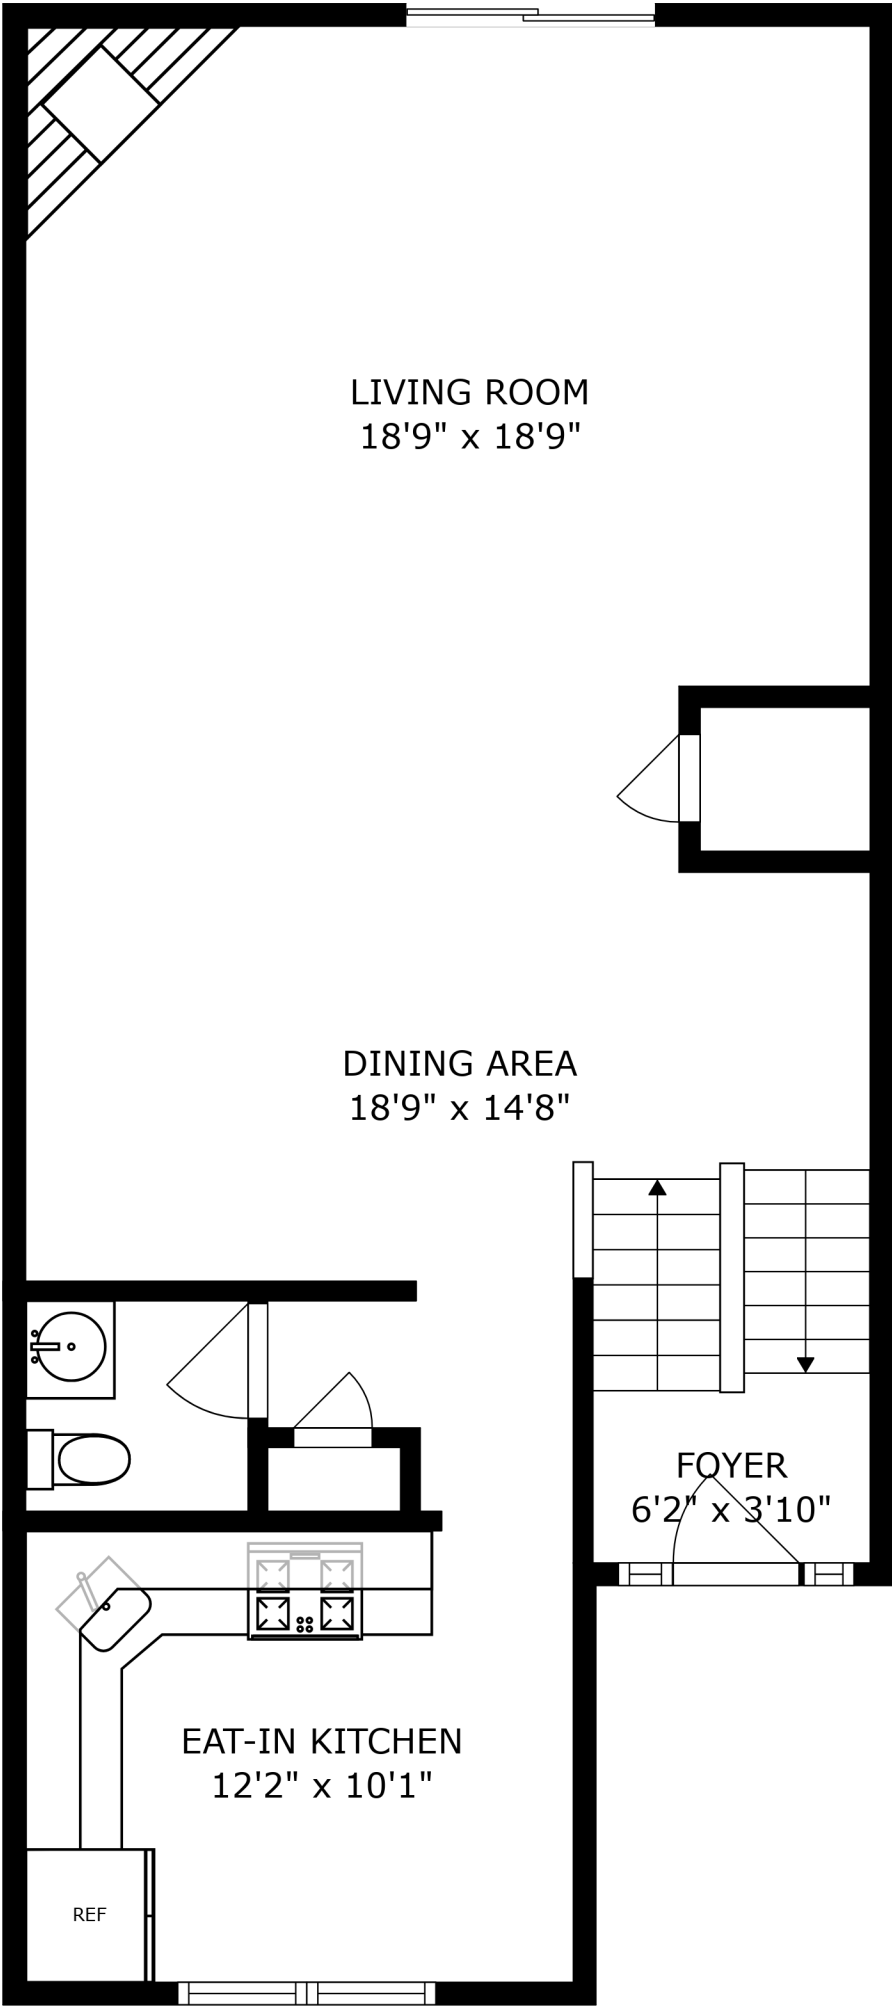 LIVING ROOM
18'9" x 18'9"
DINING AREA
18'9" x 14'8"
FOYER
6'2" x 3'10"
EAT-IN KITCHEN
12'2" x 10'1"
REF